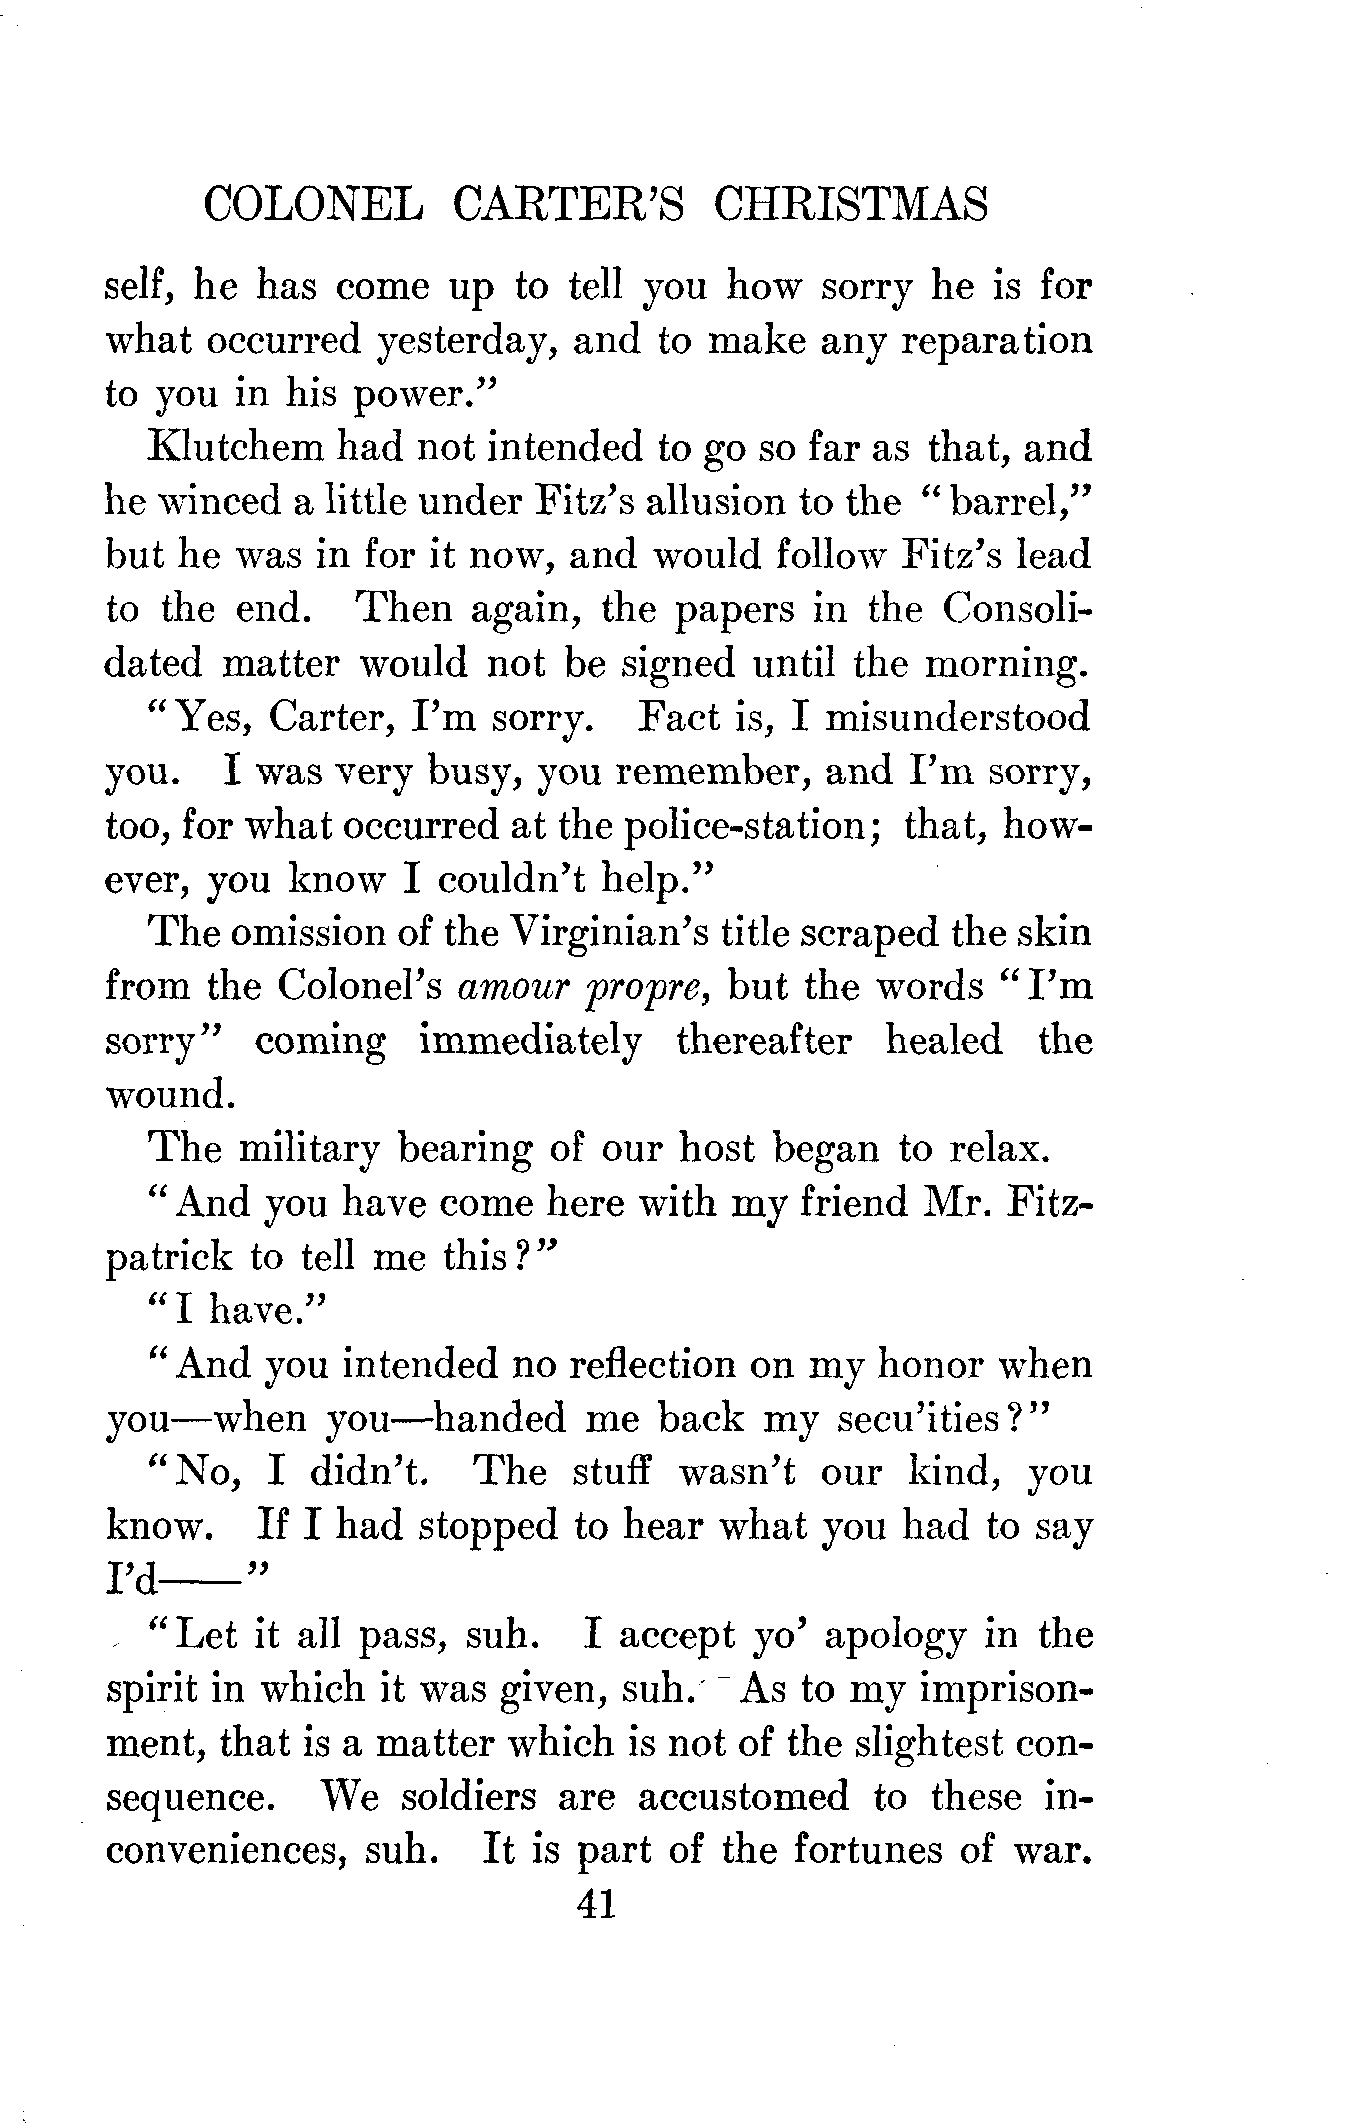 COLONEL CARTER'S CHRISTMAS
self, he has come up to tell you how sorry he is for
what occurred yesterday, and to make any reparation
to you in his power."
Klutchem had not intended to go so far as that, and
he winced a little under Fitz's allusion to the "barrel,"
but he was in for it now, and would follow Fitz's lead
to the end. Then again, the papers in the Consoli-
dated matter would not be signed until the morning.
"Yes, Carter, I'm sorry. Fact is, I misunderstood
you. I was very busy, you remember, and I'm sorry,
too, for what occurred at the police-station; that, how-
ever, you know I couldn't help."
The omission of the Virginian's title scraped the skin
from the Colonel's amour propre, but the words "I'm
sorry" coming immediately thereafter healed the
wound.
The military bearing of our host began to relax.
"And you have come here with my friend Mr. Fitz-
patrick to tell me this?"
"I have."
"And you intended no reflection on my honor when
you—when you—handed me back my secu'ities?"
"No, I didn't. The stuff wasn't our kind, you
know. If I had stopped to hear what you had to say
I'd——"
"Let it all pass, suh. I accept yo' apology in the
spirit in which it was given, suh. As to my imprison-
ment, that is a matter which is not of the slightest con-
sequence. We soldiers are accustomed to these in-
conveniences, suh. It is part of the fortunes of war.
41